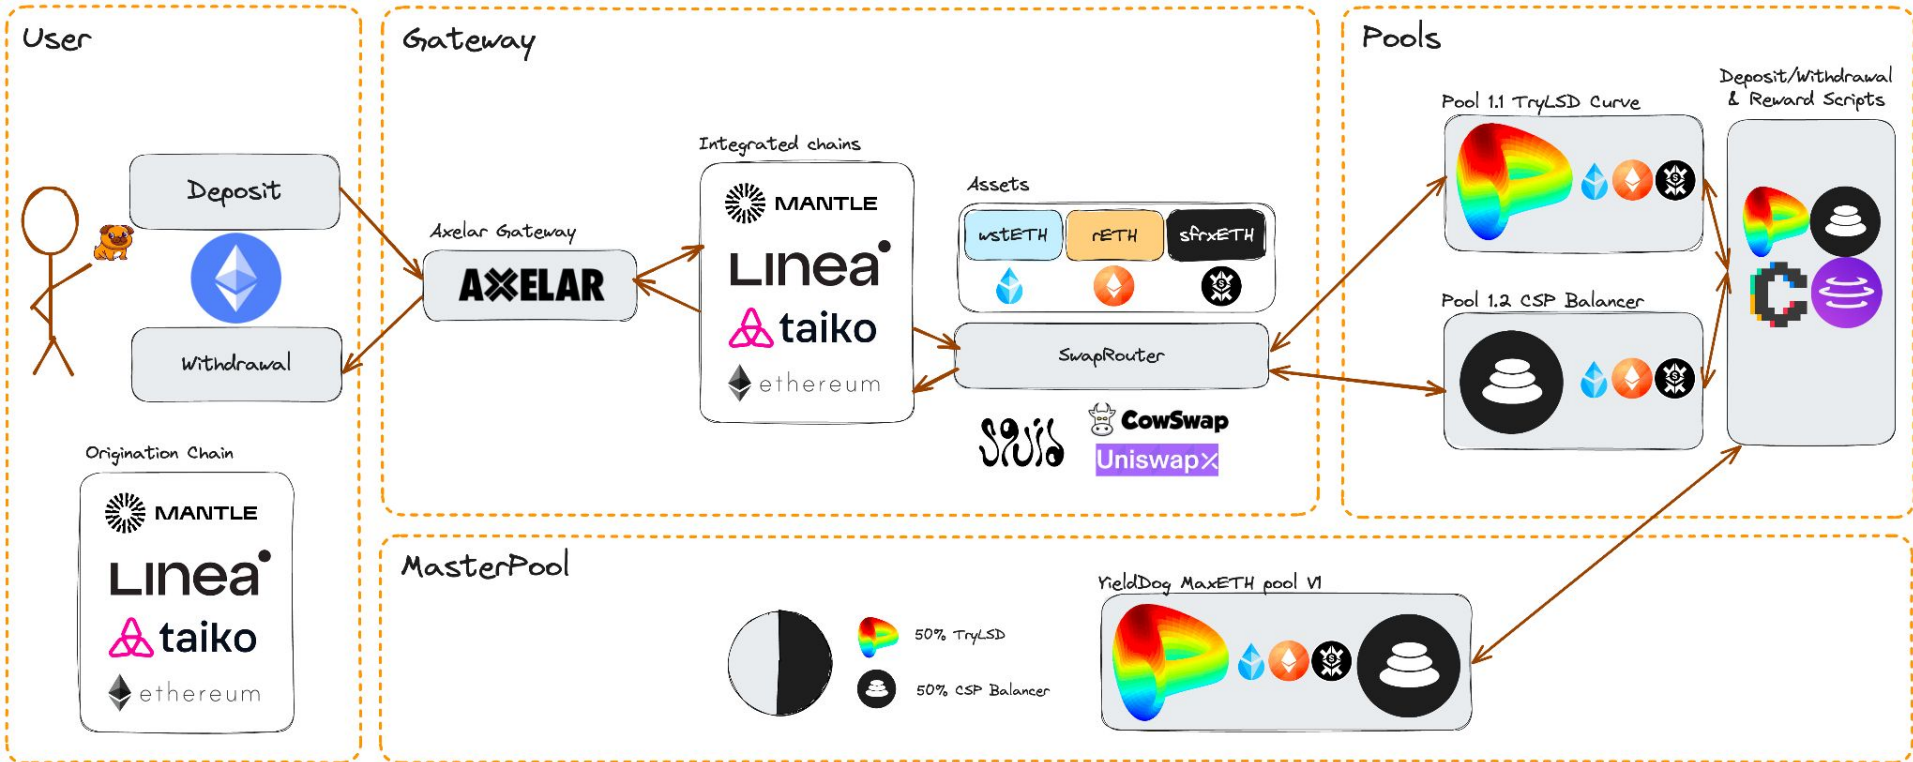 User
Deposit
Withdrawal
Origination Chain
MANTLE
Linea
taiko
ethereum
Gateway
Axelar Gateway
AXELAR
Integrated chains
MANTLE
Linea
taiko
ethereum
Assets
wstETH
rETH
sfrxETH
SwapRouter
squid
CowSwap
UniswapX
Pools
Pool 1.1 TryLSD Curve
Pool 1.2 CSP Balancer
Deposit/Withdrawal
& Reward Scripts
MasterPool
50% TryLSD
50% CSP Balancer
YieldDog MaxETH pool V1